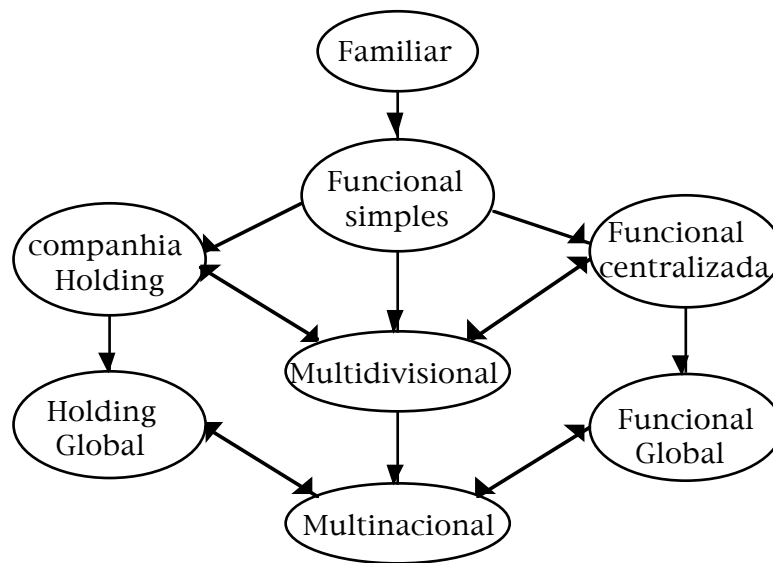 Familiar
Funcional
simples
companhia
Holding
Funcional
centralizada
Multidivisional
Holding
Global
Funcional
Global
Multinacional